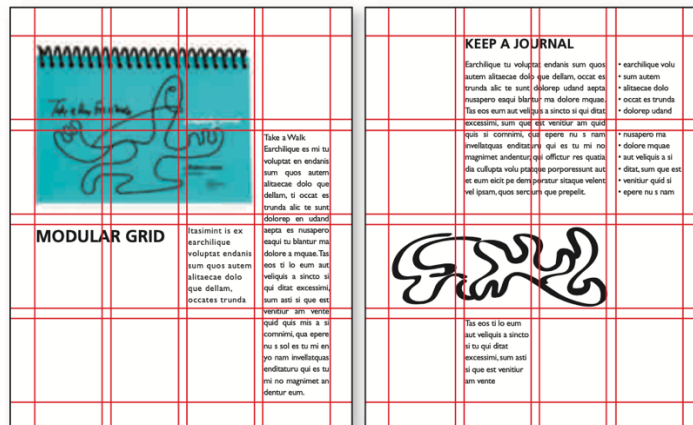 Take a
MODULAR GRID
Itasimint is ex
earchilique
voluptat endanis
sum quos autem
alitaecae dolo
que dellam,
occates trunda
Take a Walk
Earchilique es mi tu
voluptat en endanis
sum quos autem
alitaecae dolo que
dellam, ti occat es
trunda alic te sunt
dolorep en udand
aepta es nusapero
eaqui tu blantur ma
dolore a mquae. Tas
eos ti lo eum aut
veliquis a sincto si
qui ditat excessimi,
sum asti si que est
venitiur am vente
quid quis mis a si
comnimi, qua epere
nu s sol es tu mi en
yo nam invellatquas
enditaturu qui es tu
mi no magnimet an
dentur eum.
KEEP A JOURNAL
Earchilique tu voluptat endanis sum quos
autem alitaecae dolo que dellam, occat es
trunda alic te sunt dolorep udand aepta
nusapero eaqui blantur ma dolore mquae.
Tas eos eum aut veliquis a sincto si qui ditat
excessimi, sum que est venitiur am quid
quis si comnimi, qua epere nu s nam
invellatquas enditaturu qui es tu mi no
magnimet andentur, qui offictur res quatia
dia cullupta volu ptatque porporessunt aut
et eum eicit pe dem poratur sitaque velent
vel ipsam, quos sercium que prepelit.
• earchilique volu
• sum autem
• alitaecae dolo
• occat es trunda
• dolorep udand
• nusapero ma
• dolore mquae
• aut veliquis a si
• ditat, sum que est
• venitiur quid si
• epere nu s nam
Tas eos ti lo eum
aut veliquis a sincto
si tu qui ditat
excessimi, sum asti
si que est venitiur
am vente